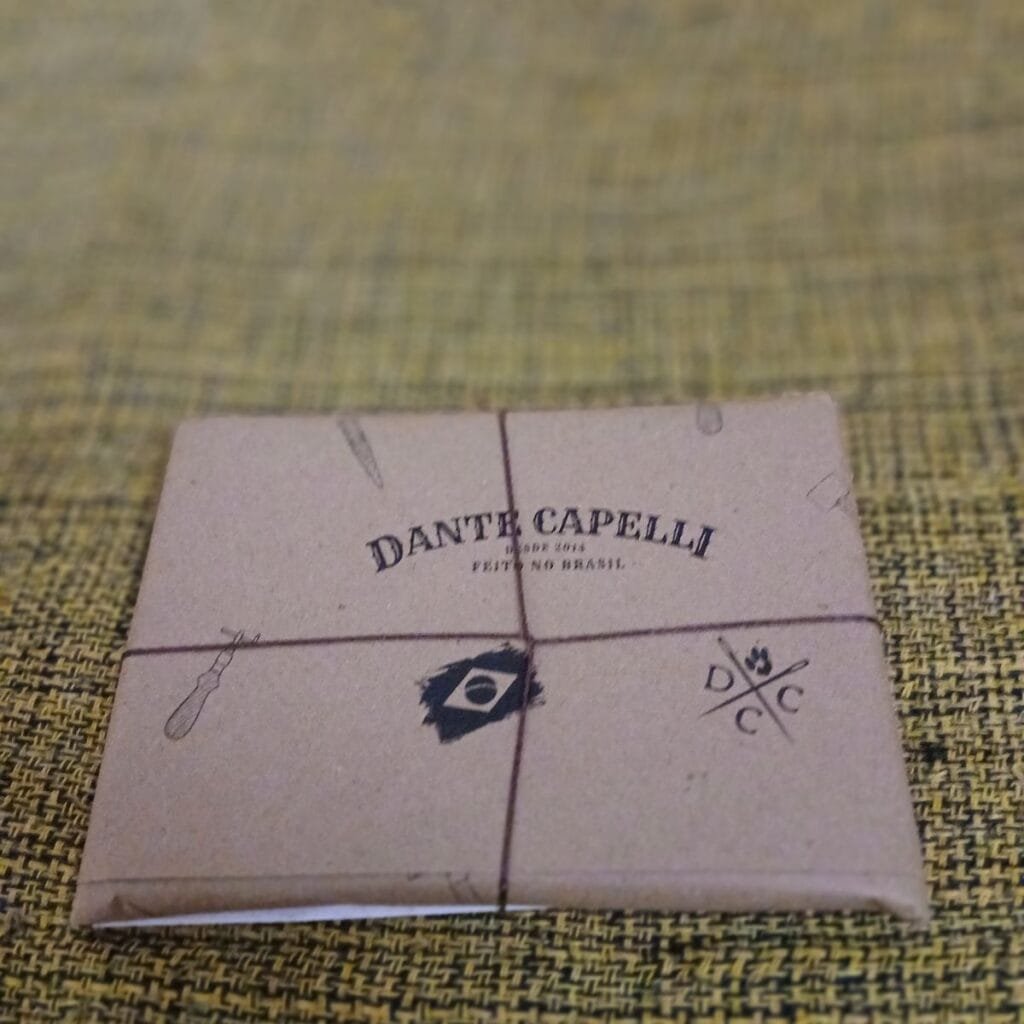 DANTE CAPELLI
DESDE 2014
FEITO NO BRASIL
D C
C